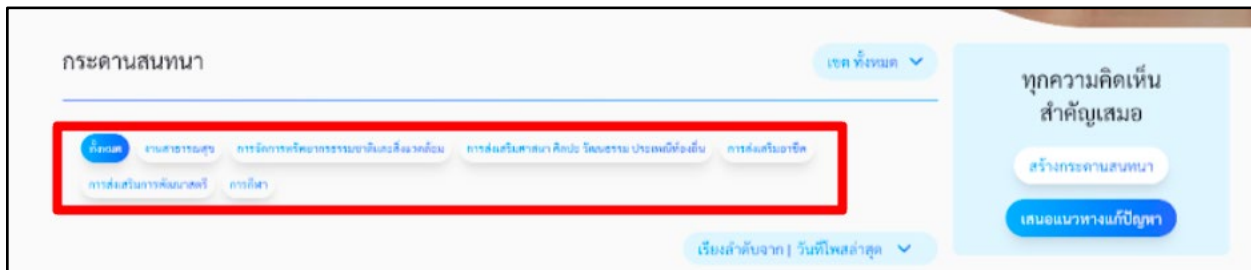 กระดานสนทนา
เขต ทั้งหมด
ทั้งหมด งานสาธารณสุข การจัดการทรัพยากรธรรมชาติและสิ่งแวดล้อม การส่งเสริมศาสนา ศิลปะ วัฒนธรรม ประเพณีท้องถิ่น การส่งเสริมอาชีพ
การส่งเสริมการพัฒนาสตรี การกีฬา
เรียงลำดับจาก | วันที่โพสล่าสุด
ทุกความคิดเห็น
สำคัญเสมอ
สร้างกระดานสนทนา
เสนอแนวทางแก้ปัญหา